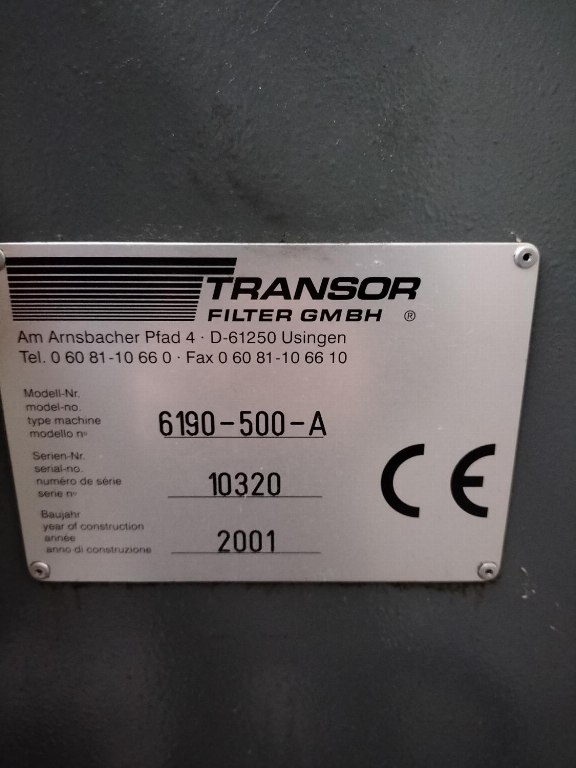 TRANSOR
FILTER GMBH ®
Am Arnsbacher Pfad 4 · D-61250 Usingen
Tel. 0 60 81-10 66 0 · Fax 0 60 81-10 66 10
Modell-Nr.
model-no.
type machine
modello nº
6190-500-A
Serien-Nr.
serial-no.
numéro de série
serie nº
10320
Baujahr
year of construction
année
anno di construzione
2001
CE